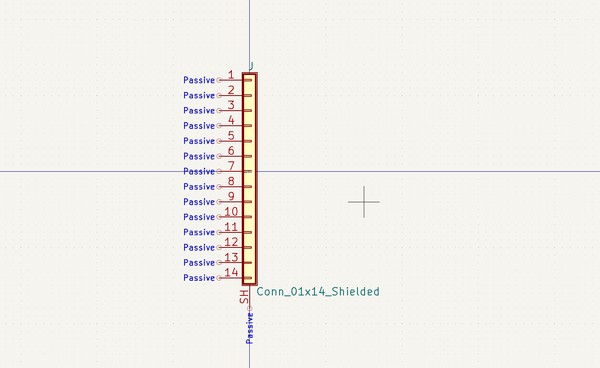 J
Passive 1
Passive 2
Passive 3
Passive 4
Passive 5
Passive 6
Passive 7
Passive 8
Passive 9
Passive 10
Passive 11
Passive 12
Passive 13
Passive 14
SH
Conn_01x14_Shielded
Passive